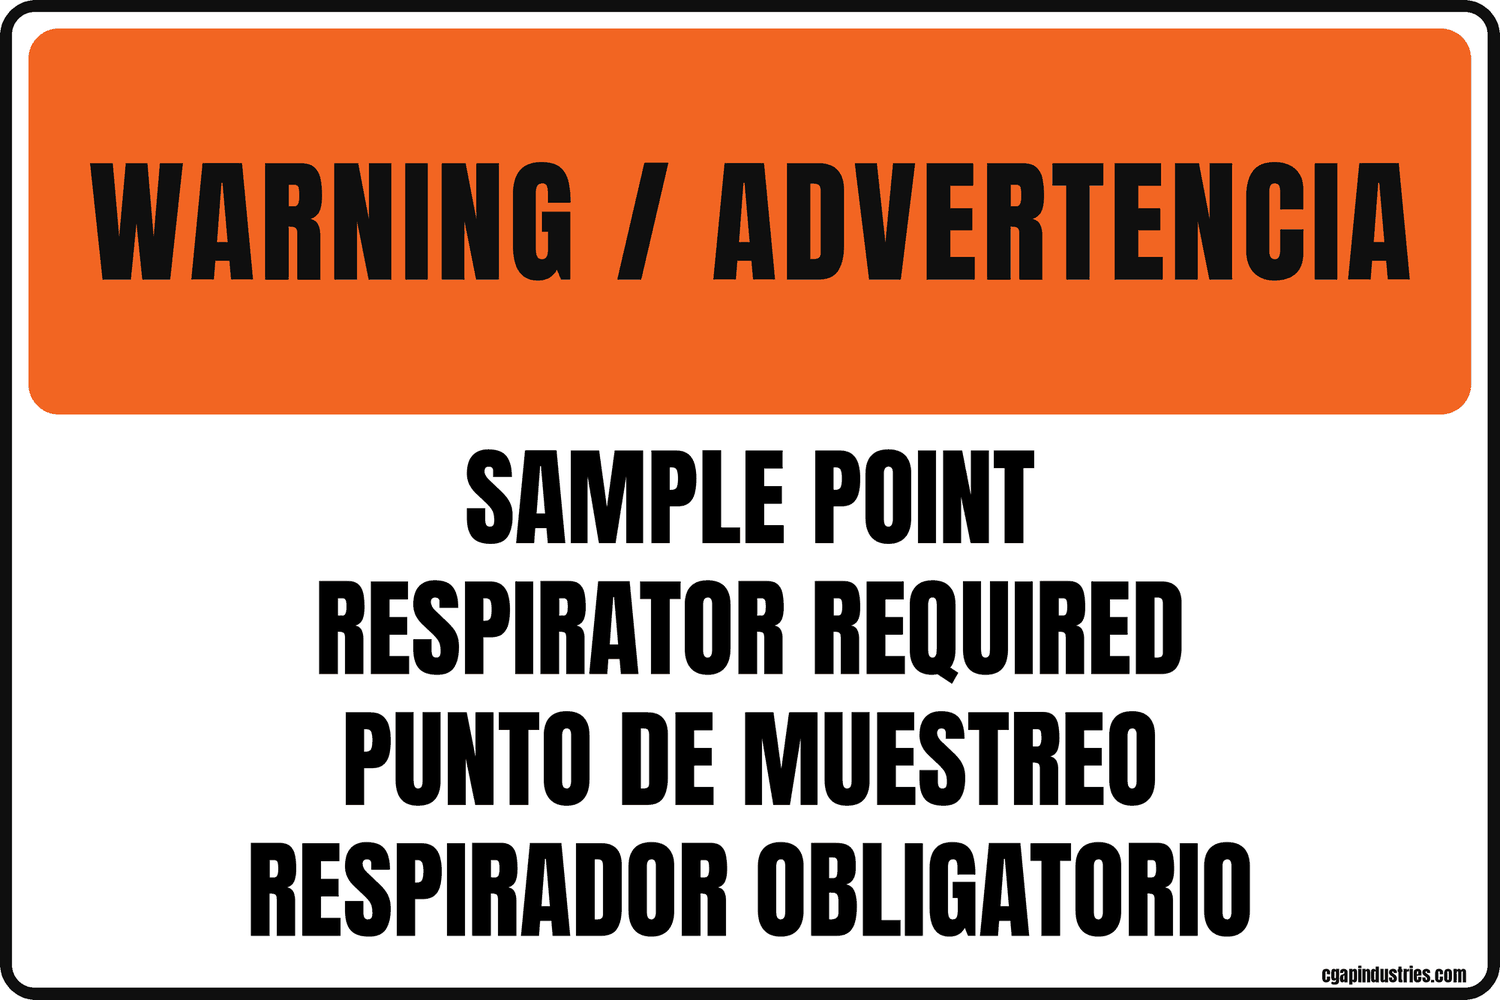 WARNING / ADVERTENCIA
SAMPLE POINT
RESPIRATOR REQUIRED
PUNTO DE MUESTREO
RESPIRADOR OBLIGATORIO
cgapindustries.com